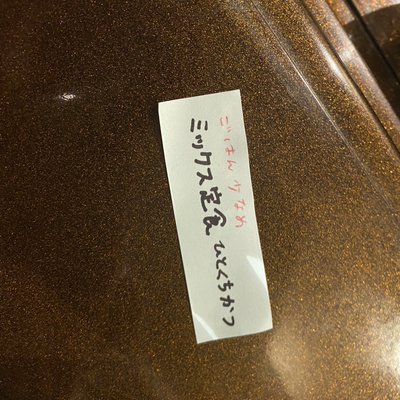 ごはん少なめ
ミックス定食 ひとくちかつ